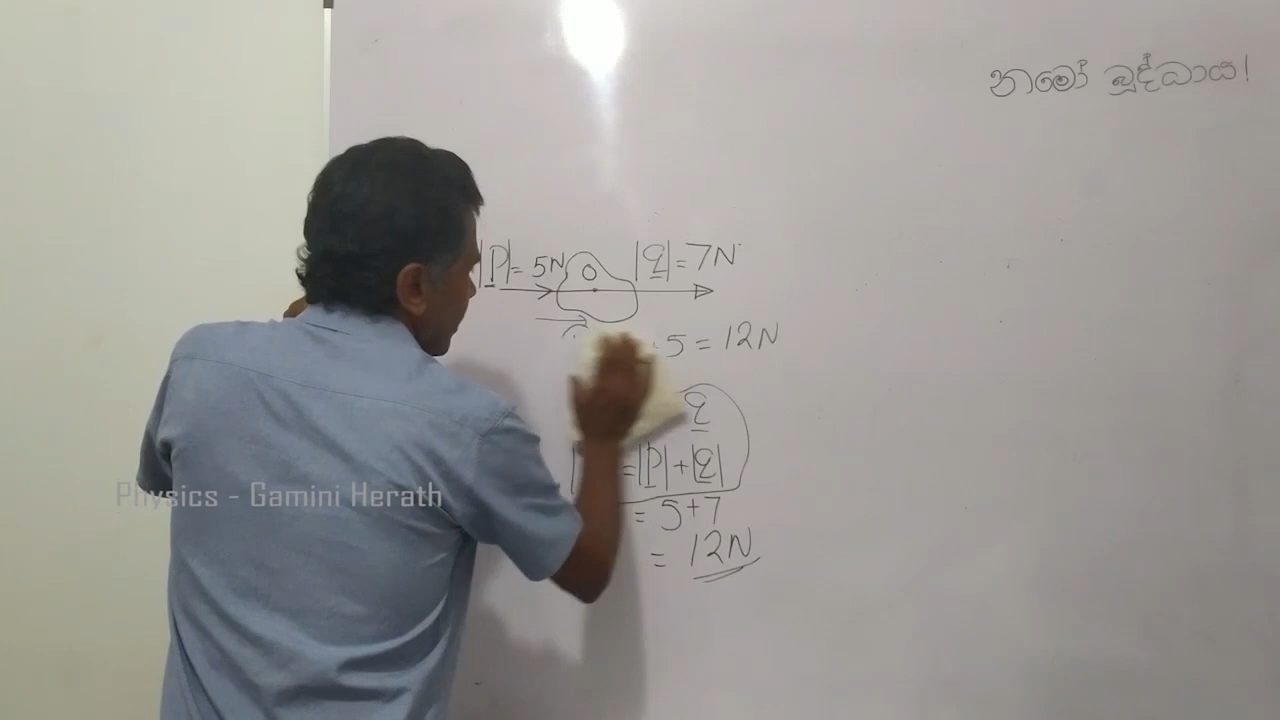 නමෝ බුද්ධාය!
|P| = 5N O |Q| = 7N
+5 = 12N
Q
= |P| + |Q|
= 5+7
= 12N
Physics - Gamini Herath